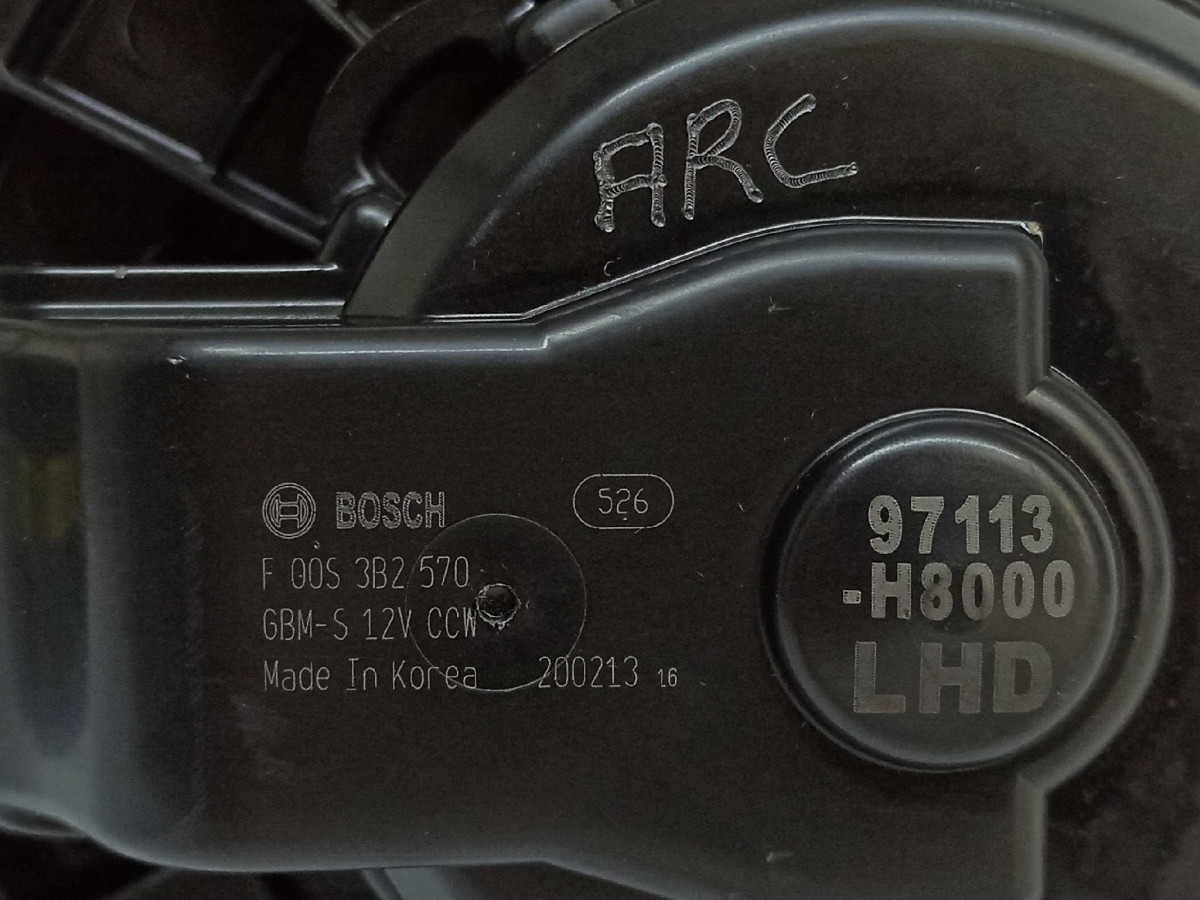 ARC
BOSCH
526
F 00S 3B2 570
GBM-S 12V CCW
Made In Korea 200213 16
97113
-H8000
LHD